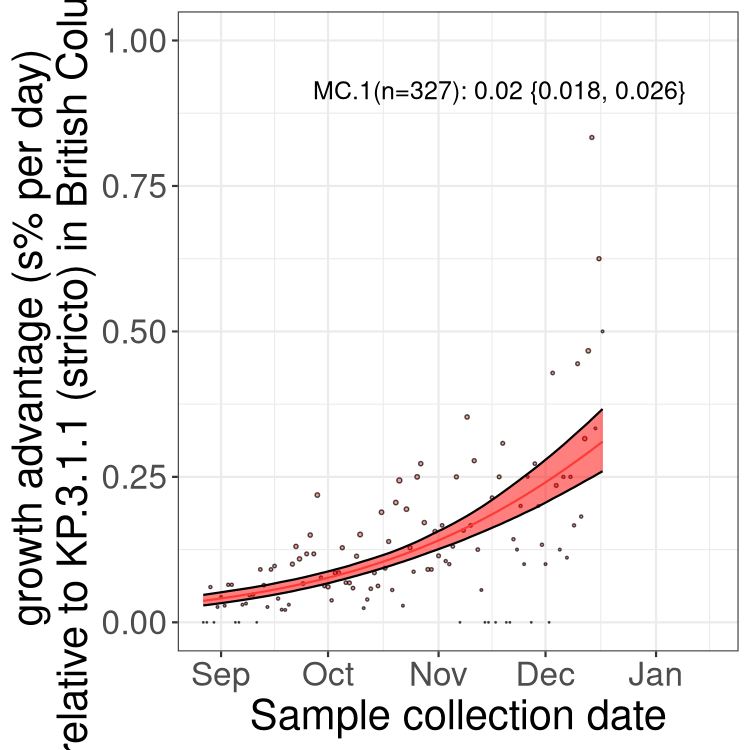 growth advantage (s% per day)
relative to KP.3.1.1 (stricto) in British Colu
1.00
0.75
0.50
0.25
0.00
MC.1(n=327): 0.02 {0.018, 0.026}
Sep Oct Nov Dec Jan
Sample collection date